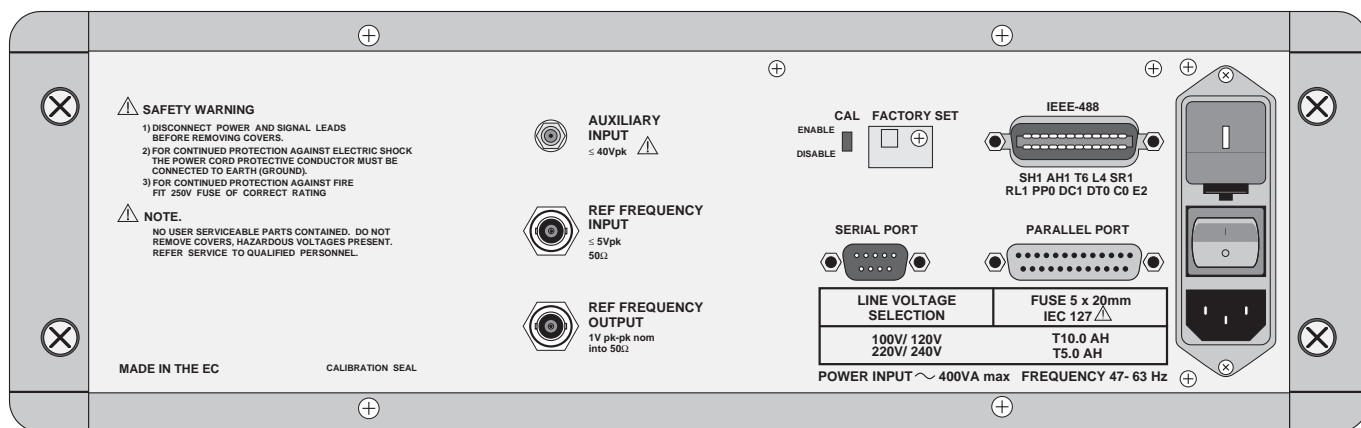 SAFETY WARNING
1) DISCONNECT POWER AND SIGNAL LEADS
BEFORE REMOVING COVERS.
2) FOR CONTINUED PROTECTION AGAINST ELECTRIC SHOCK
THE POWER CORD PROTECTIVE CONDUCTOR MUST BE
CONNECTED TO EARTH (GROUND).
3) FOR CONTINUED PROTECTION AGAINST FIRE
FIT 250V FUSE OF CORRECT RATING
NOTE.
NO USER SERVICEABLE PARTS CONTAINED. DO NOT
REMOVE COVERS, HAZARDOUS VOLTAGES PRESENT.
REFER SERVICE TO QUALIFIED PERSONNEL.
MADE IN THE EC
CALIBRATION SEAL
AUXILIARY
INPUT
≤ 40Vpk
REF FREQUENCY
INPUT
≤ 5Vpk
50Ω
REF FREQUENCY
OUTPUT
1V pk-pk nom
into 50Ω
CAL FACTORY SET
ENABLE
DISABLE
IEEE-488
SH1 AH1 T6 L4 SR1
RL1 PP0 DC1 DT0 C0 E2
SERIAL PORT
PARALLEL PORT
LINE VOLTAGE
SELECTION
FUSE 5 x 20mm
IEC 127
100V/ 120V
220V/ 240V
T10.0 AH
T5.0 AH
POWER INPUT ~ 400VA max FREQUENCY 47- 63 Hz